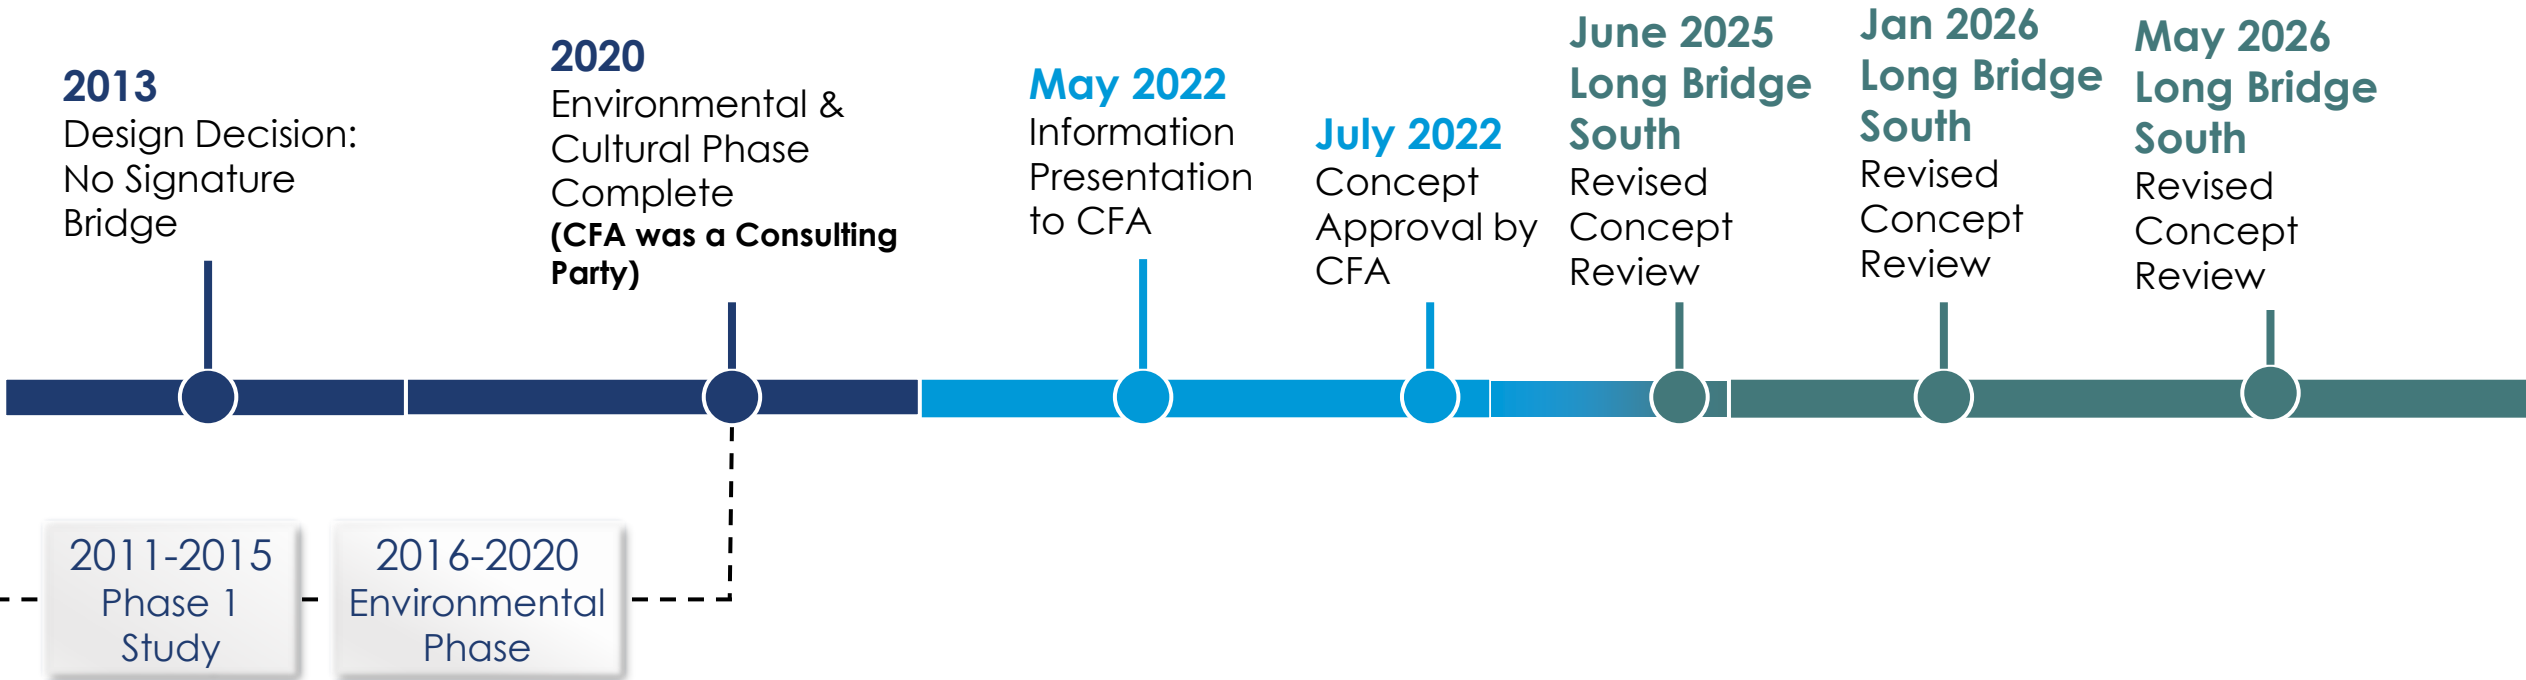 2013
Design Decision:
No Signature
Bridge
2020
Environmental &
Cultural Phase
Complete
(CFA was a Consulting
Party)
May 2022
Information
Presentation
to CFA
July 2022
Concept
Approval by
CFA
June 2025
Long Bridge
South
Revised
Concept
Review
Jan 2026
Long Bridge
South
Revised
Concept
Review
May 2026
Long Bridge
South
Revised
Concept
Review
2011-2015
Phase 1
Study
2016-2020
Environmental
Phase